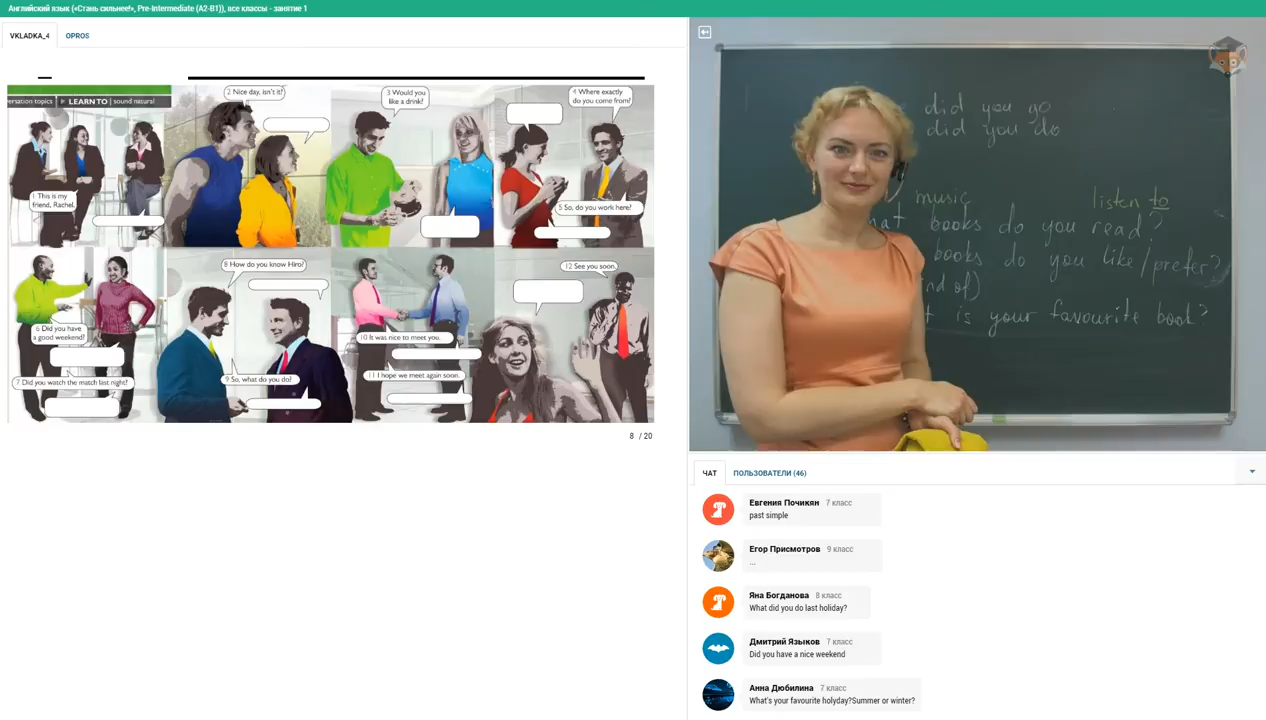 Английский язык («Стань сильнее!», Pre-Intermediate (A2-B1)), все классы - занятие 1
VKLADKA_4
OPROS
versation topics
LEARN TO | sound natural
1 This is my
friend, Rachel.
2 Nice day, isn't it?
3 Would you
like a drink?
4 Where exactly
do you come from?
5 So, do you work here?
6 Did you have
a good weekend?
7 Did you watch the match last night?
8 How do you know Hiro?
9 So, what do you do?
10 It was nice to meet you.
11 I hope we meet again soon.
12 See you soon.
8 / 20
did you go
did you do
music
listen to
at books do you read?
books do you like/prefer?
nd of)
t is your favourite book?
ЧАТ
ПОЛЬЗОВАТЕЛИ (46)
Евгения Почикян 7 класс
past simple
Егор Присмотров 9 класс
...
Яна Богданова 8 класс
What did you do last holiday?
Дмитрий Языков 7 класс
Did you have a nice weekend
Анна Дюбилина 7 класс
What's your favourite holyday?Summer or winter?